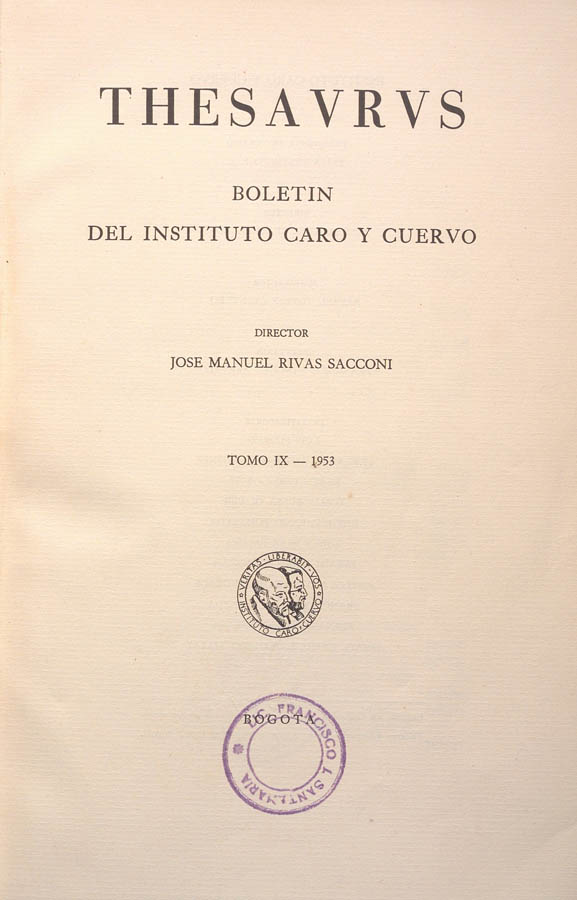 THESAVRVS
BOLETIN
DEL INSTITUTO CARO Y CUERVO
DIRECTOR
JOSE MANUEL RIVAS SACCONI
TOMO IX — 1953
VERITAS · LIBERABIT · VOS
INSTITUTO CARO Y CUERVO
BOGOTA
LIC. FRANCISCO J. SANTAMARIA